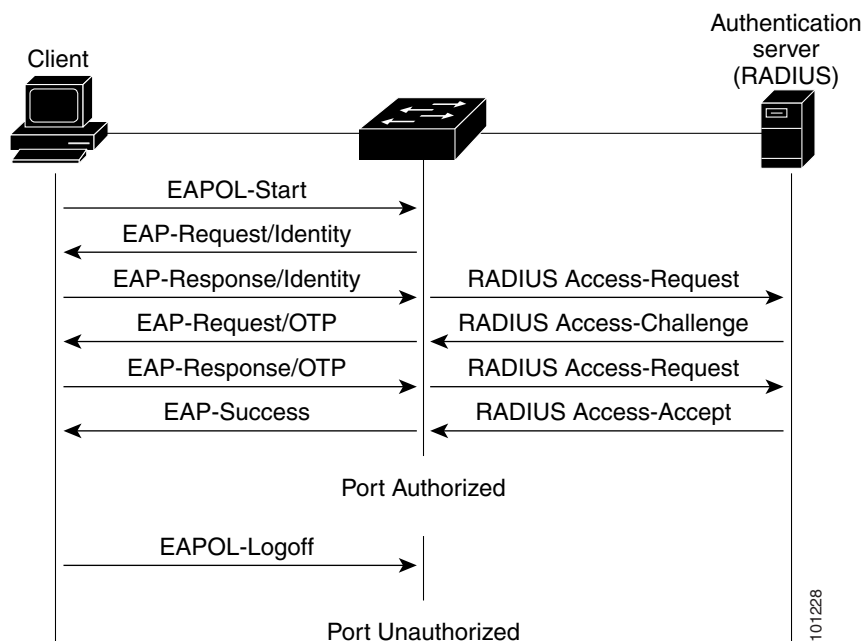 Client
Authentication
server
(RADIUS)
EAPOL-Start
EAP-Request/Identity
EAP-Response/Identity
RADIUS Access-Request
EAP-Request/OTP
RADIUS Access-Challenge
EAP-Response/OTP
RADIUS Access-Request
EAP-Success
RADIUS Access-Accept
Port Authorized
EAPOL-Logoff
Port Unauthorized
101228